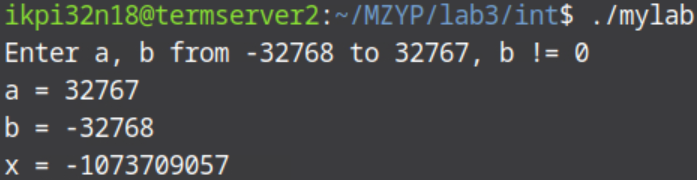 ikpi32n18@termserver2:~/MZYP/lab3/int$ ./mylab
Enter a, b from -32768 to 32767, b != 0
a = 32767
b = -32768
x = -1073709057